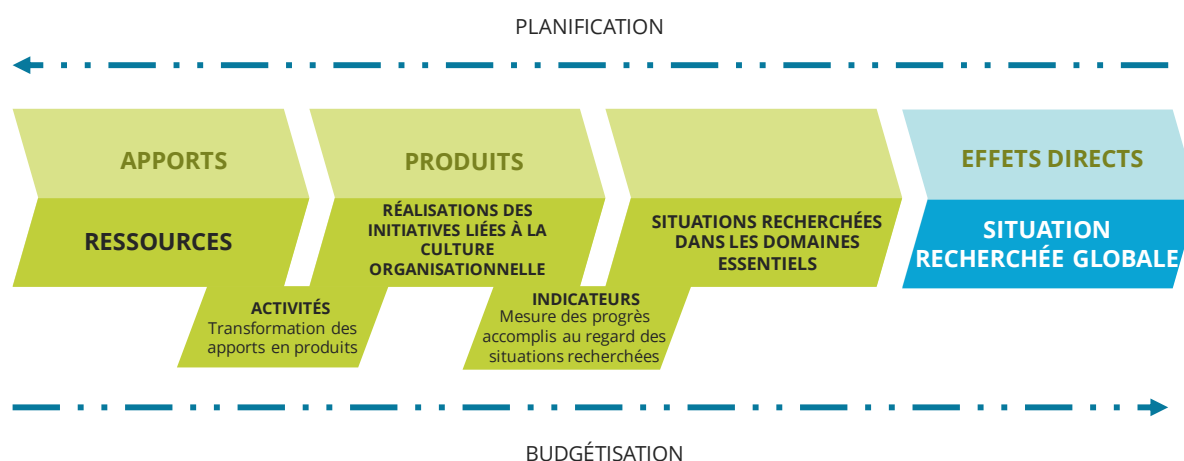 PLANIFICATION
APPORTS
PRODUITS
EFFETS DIRECTS
RESSOURCES
RÉALISATIONS DES
INITIATIVES LIÉES À LA
CULTURE
ORGANISATIONNELLE
SITUATIONS RECHERCHÉES
DANS LES DOMAINES
ESSENTIELS
SITUATION
RECHERCHÉE GLOBALE
ACTIVITÉS
Transformation des
apports en produits
INDICATEURS
Mesure des progrès
accomplis au regard des
situations recherchées
BUDGÉTISATION